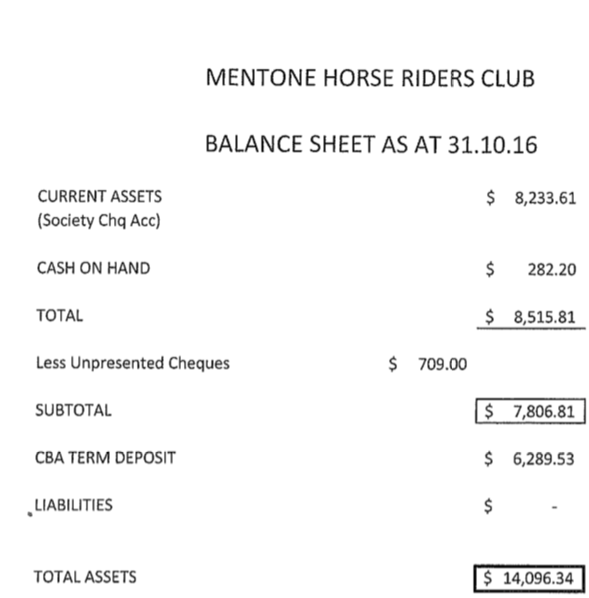 MENTONE HORSE RIDERS CLUB
BALANCE SHEET AS AT 31.10.16
CURRENT ASSETS $ 8,233.61
(Society Chq Acc)
CASH ON HAND $ 282.20
TOTAL $ 8,515.81
Less Unpresented Cheques $ 709.00
SUBTOTAL $ 7,806.81
CBA TERM DEPOSIT $ 6,289.53
LIABILITIES $ -
TOTAL ASSETS $ 14,096.34